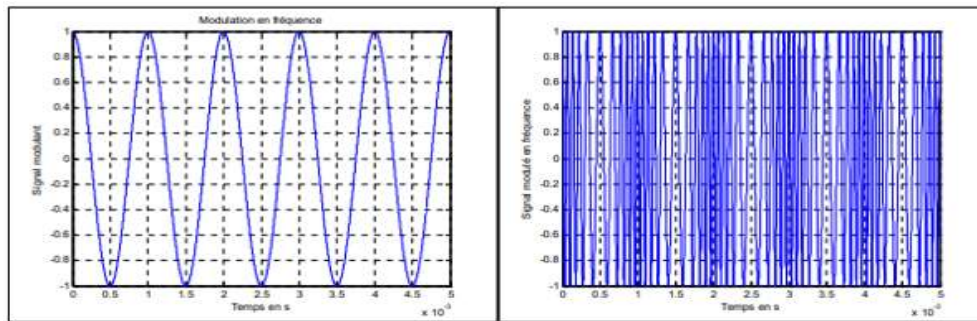 Modulation en fréquence
Signal modulant
1
0.8
0.6
0.4
0.2
0
-0.2
-0.4
-0.6
-0.8
-1
0 0.5 1 1.5 2 2.5 3 3.5 4 4.5 5
Temps en s
x 10⁻³
Signal modulé en fréquence
1
0.8
0.6
0.4
0.2
0
-0.2
-0.4
-0.6
-0.8
-1
0 0.5 1 1.5 2 2.5 3 3.5 4 4.5 5
Temps en s
x 10⁻³